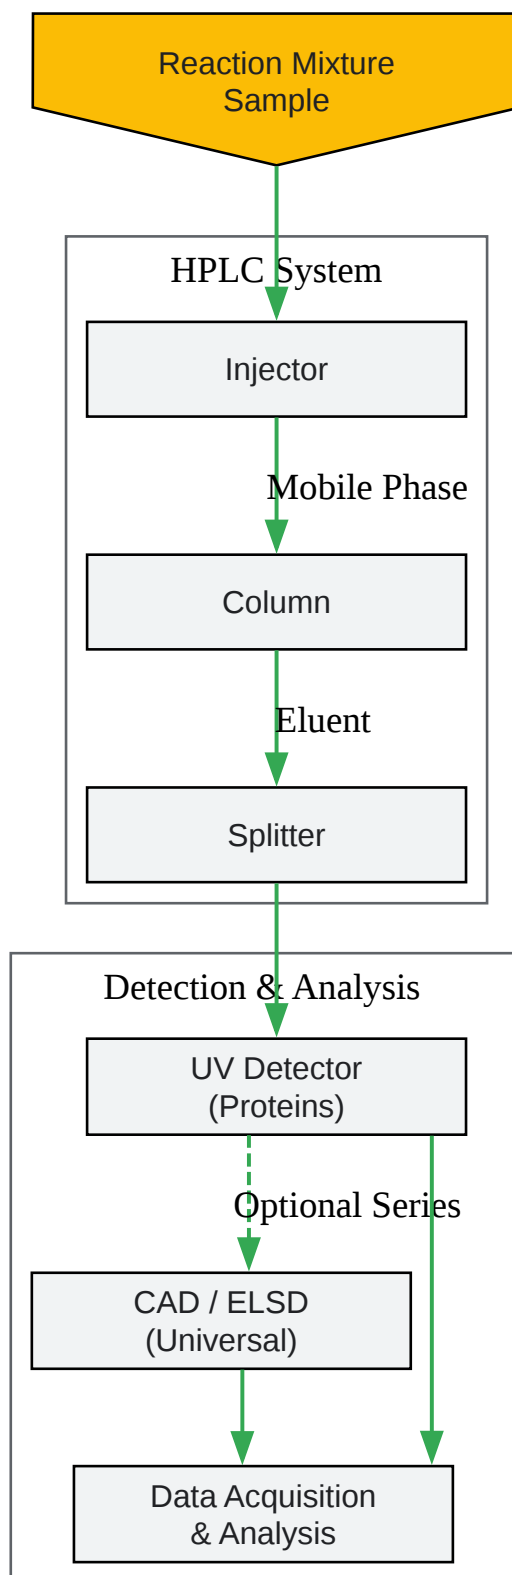 Reaction Mixture
Sample
HPLC System
Injector
Mobile Phase
Column
Eluent
Splitter
Detection & Analysis
UV Detector
(Proteins)
Optional Series
CAD / ELSD
(Universal)
Data Acquisition
& Analysis